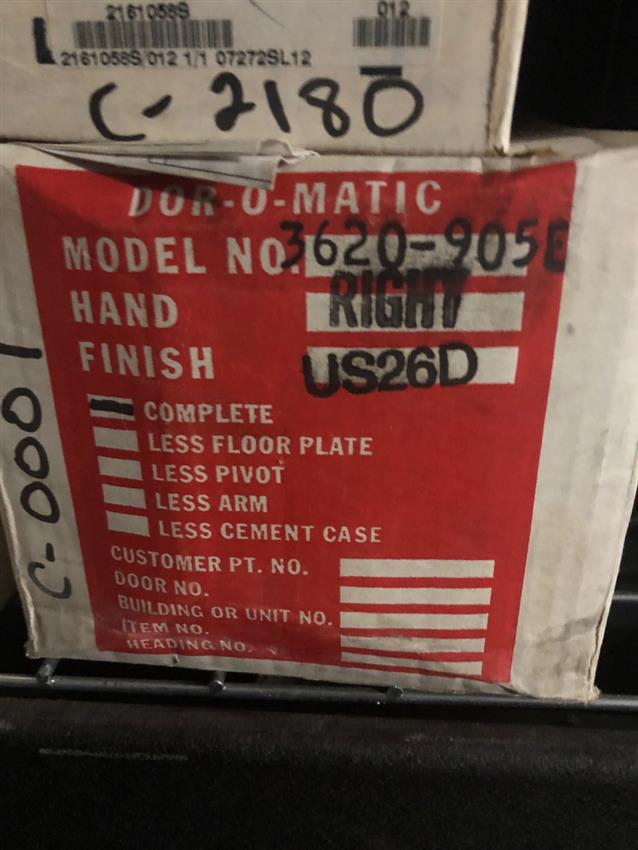 2161058S 012
2161058S/012 1/1 07272SL12
C-2180
DOR-O-MATIC
MODEL NO. 3620-905E
HAND RIGHT
FINISH US26D
COMPLETE
LESS FLOOR PLATE
LESS PIVOT
LESS ARM
LESS CEMENT CASE
CUSTOMER PT. NO.
DOOR NO.
BUILDING OR UNIT NO.
ITEM NO.
HEADING NO.
C-0001